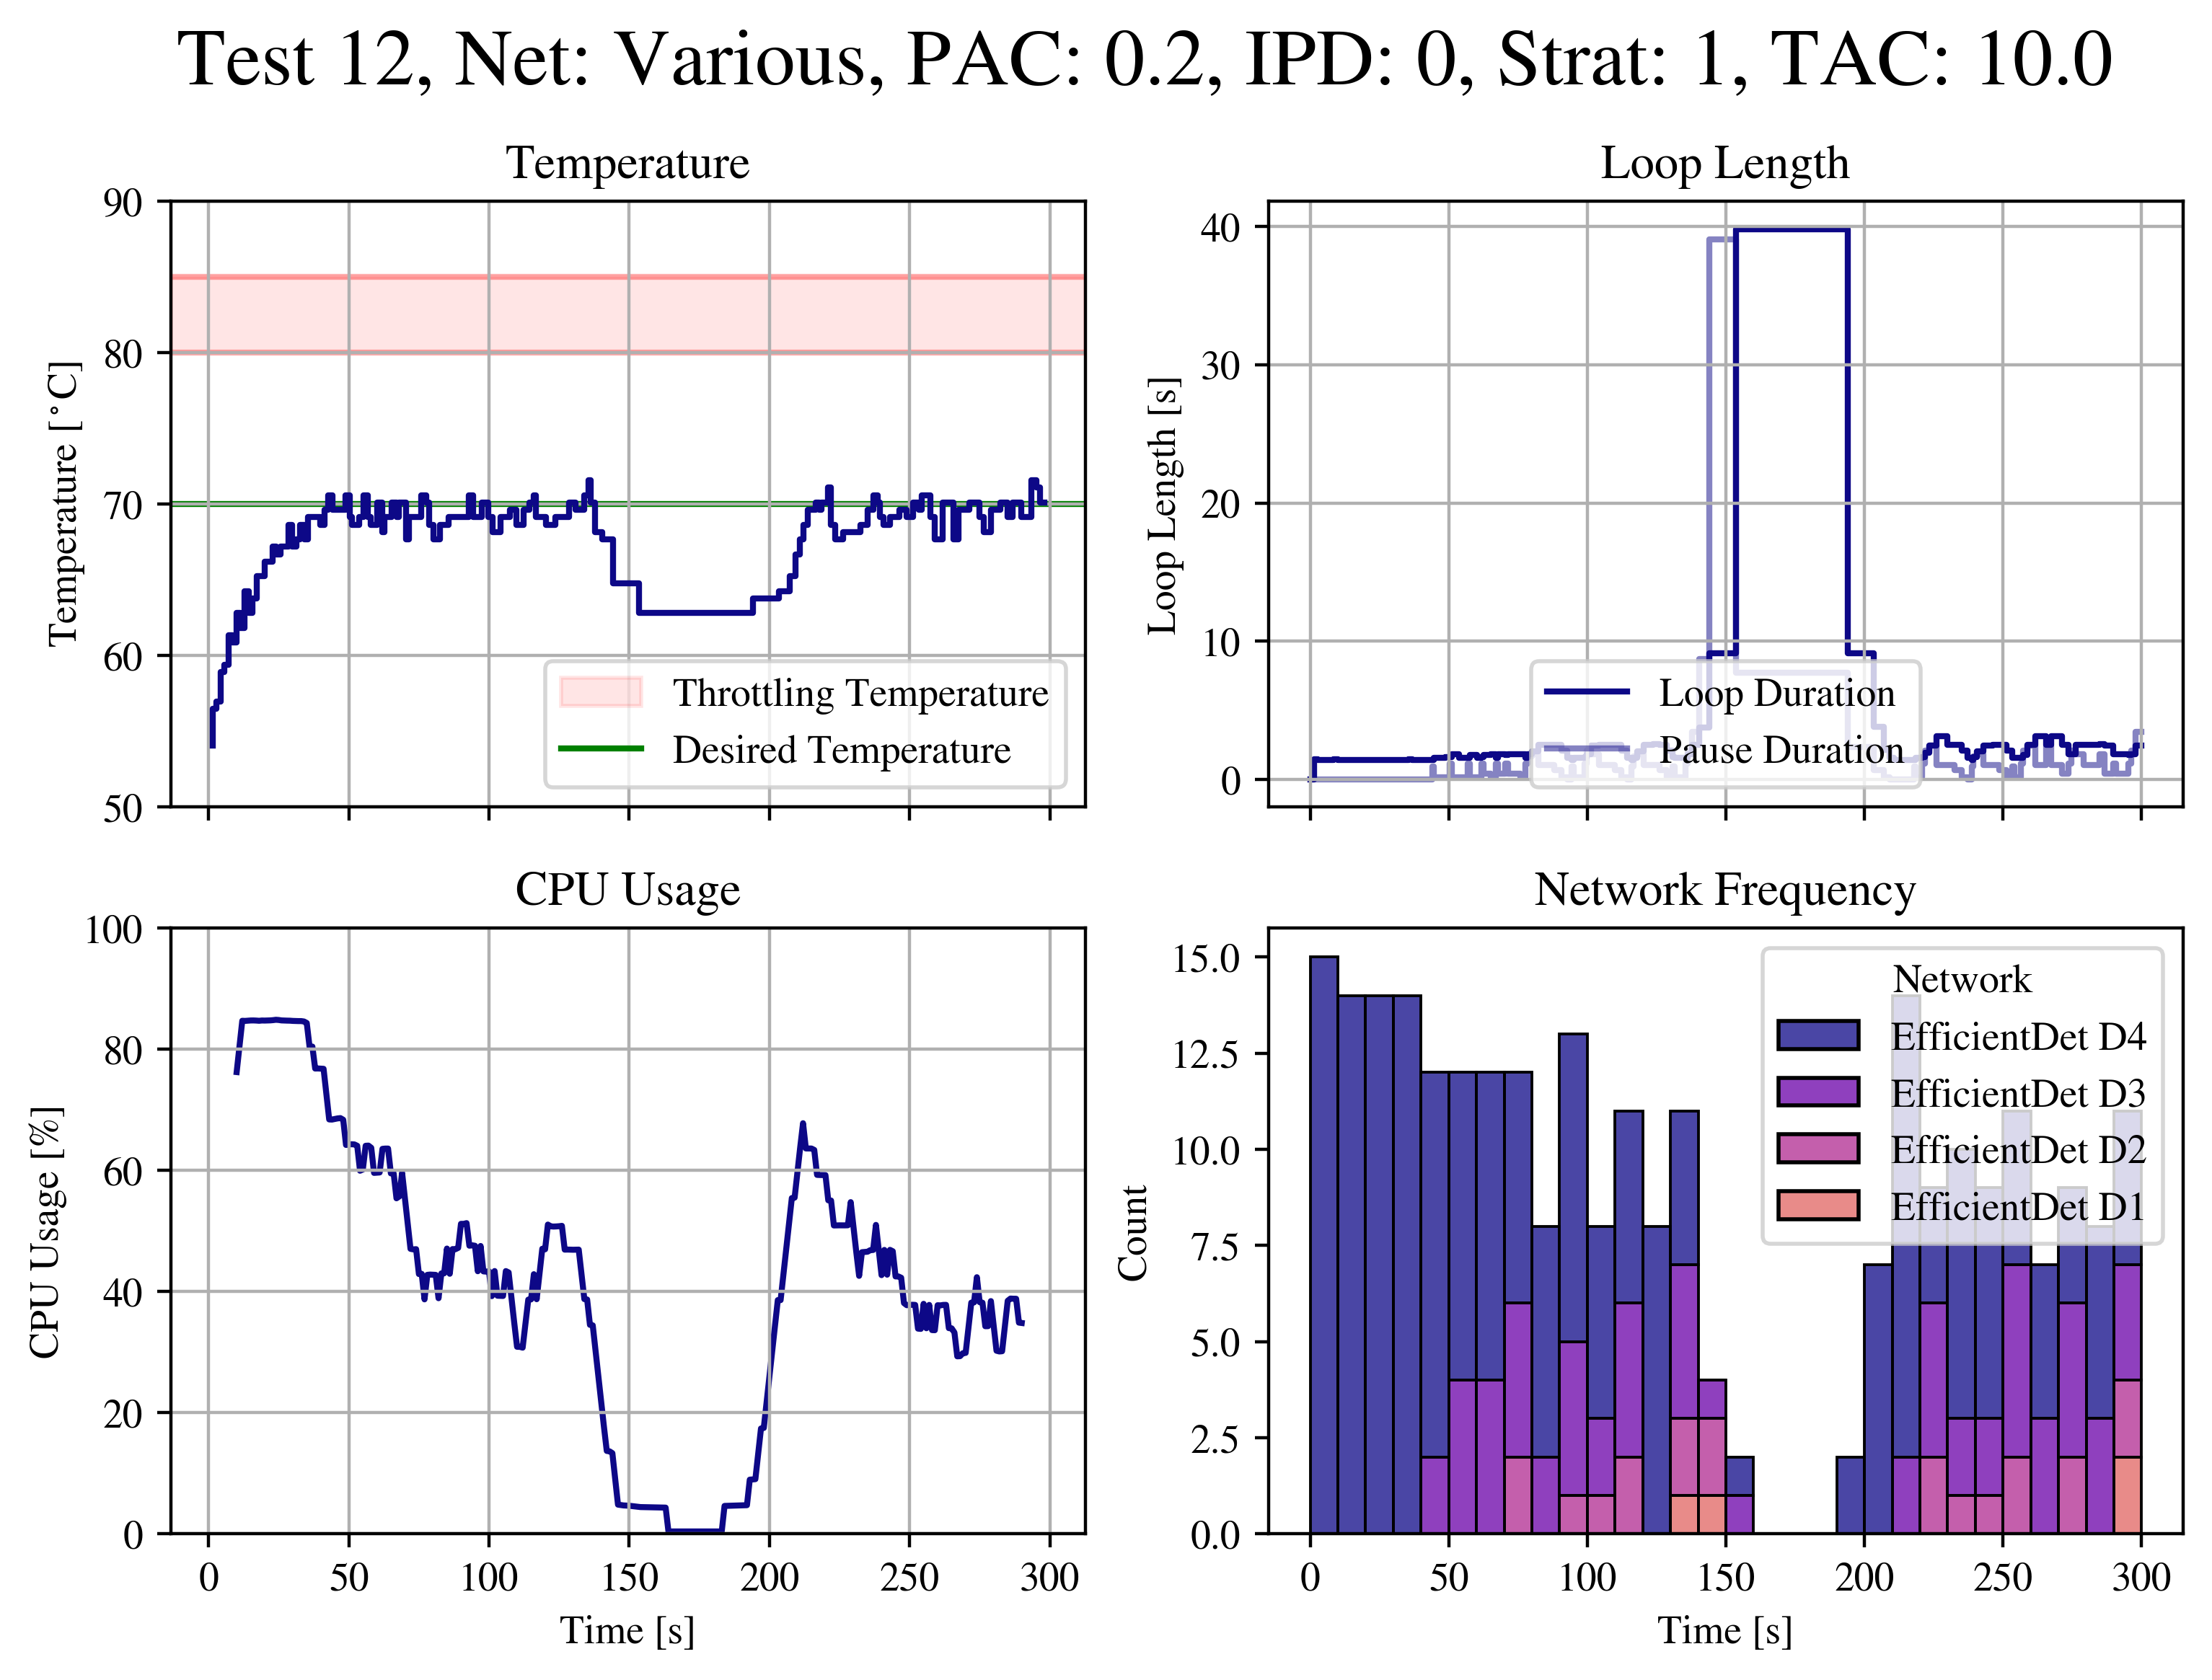 Test 12, Net: Various, PAC: 0.2, IPD: 0, Strat: 1, TAC: 10.0
Temperature
90
80
70
60
50
Temperature [°C]
Throttling Temperature
Desired Temperature
Loop Length
40
30
20
10
0
Loop Length [s]
Loop Duration
Pause Duration
CPU Usage
100
80
60
40
20
0
CPU Usage [%]
0 50 100 150 200 250 300
Time [s]
Network Frequency
15.0
12.5
10.0
7.5
5.0
2.5
0.0
Count
Network
EfficientDet D4
EfficientDet D3
EfficientDet D2
EfficientDet D1
0 50 100 150 200 250 300
Time [s]